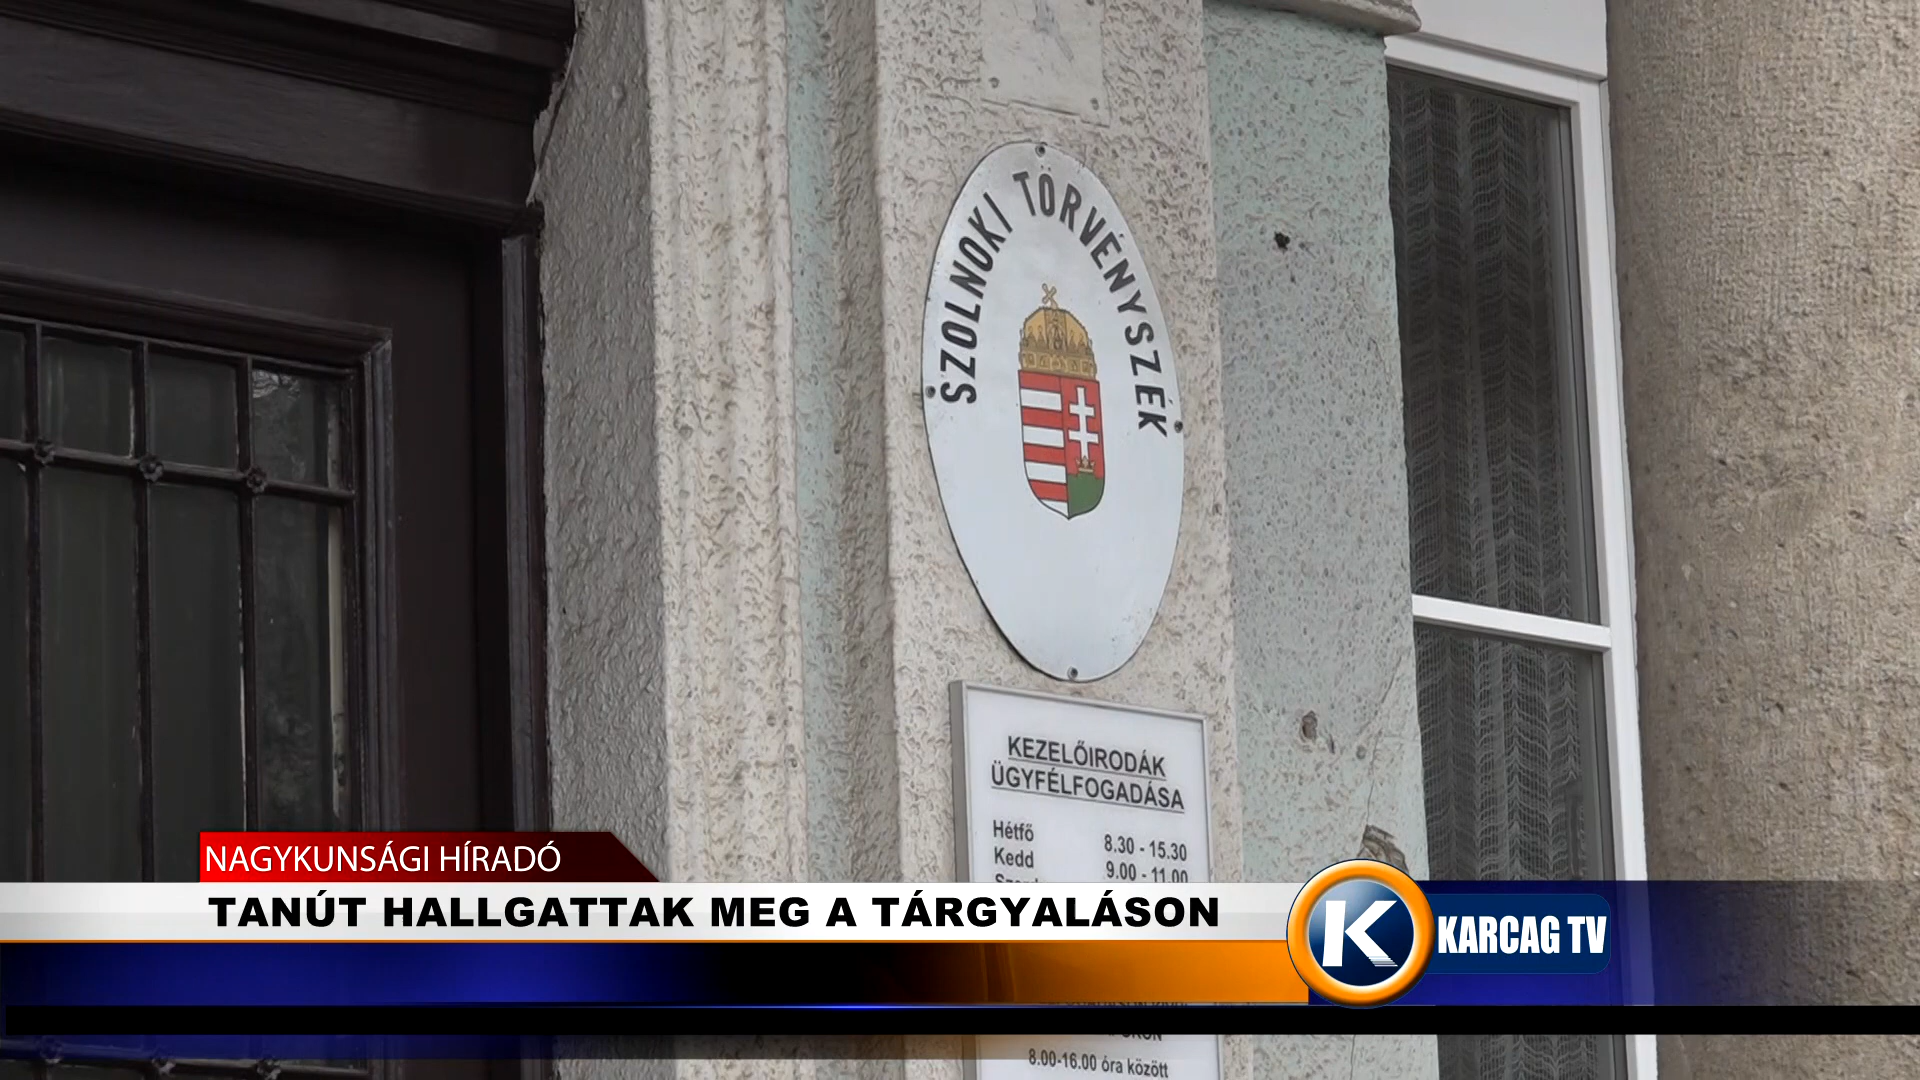 SZOLNOKI TÖRVÉNYSZÉK
KEZELŐIRODÁK
ÜGYFÉLFOGADÁSA
Hétfő 8.30 - 15.30
Kedd 9.00 - 11.00
NAGYKUNSÁGI HÍRADÓ
TANÚT HALLGATTAK MEG A TÁRGYALÁSON
K KARCAG TV
8.00-16.00 óra között